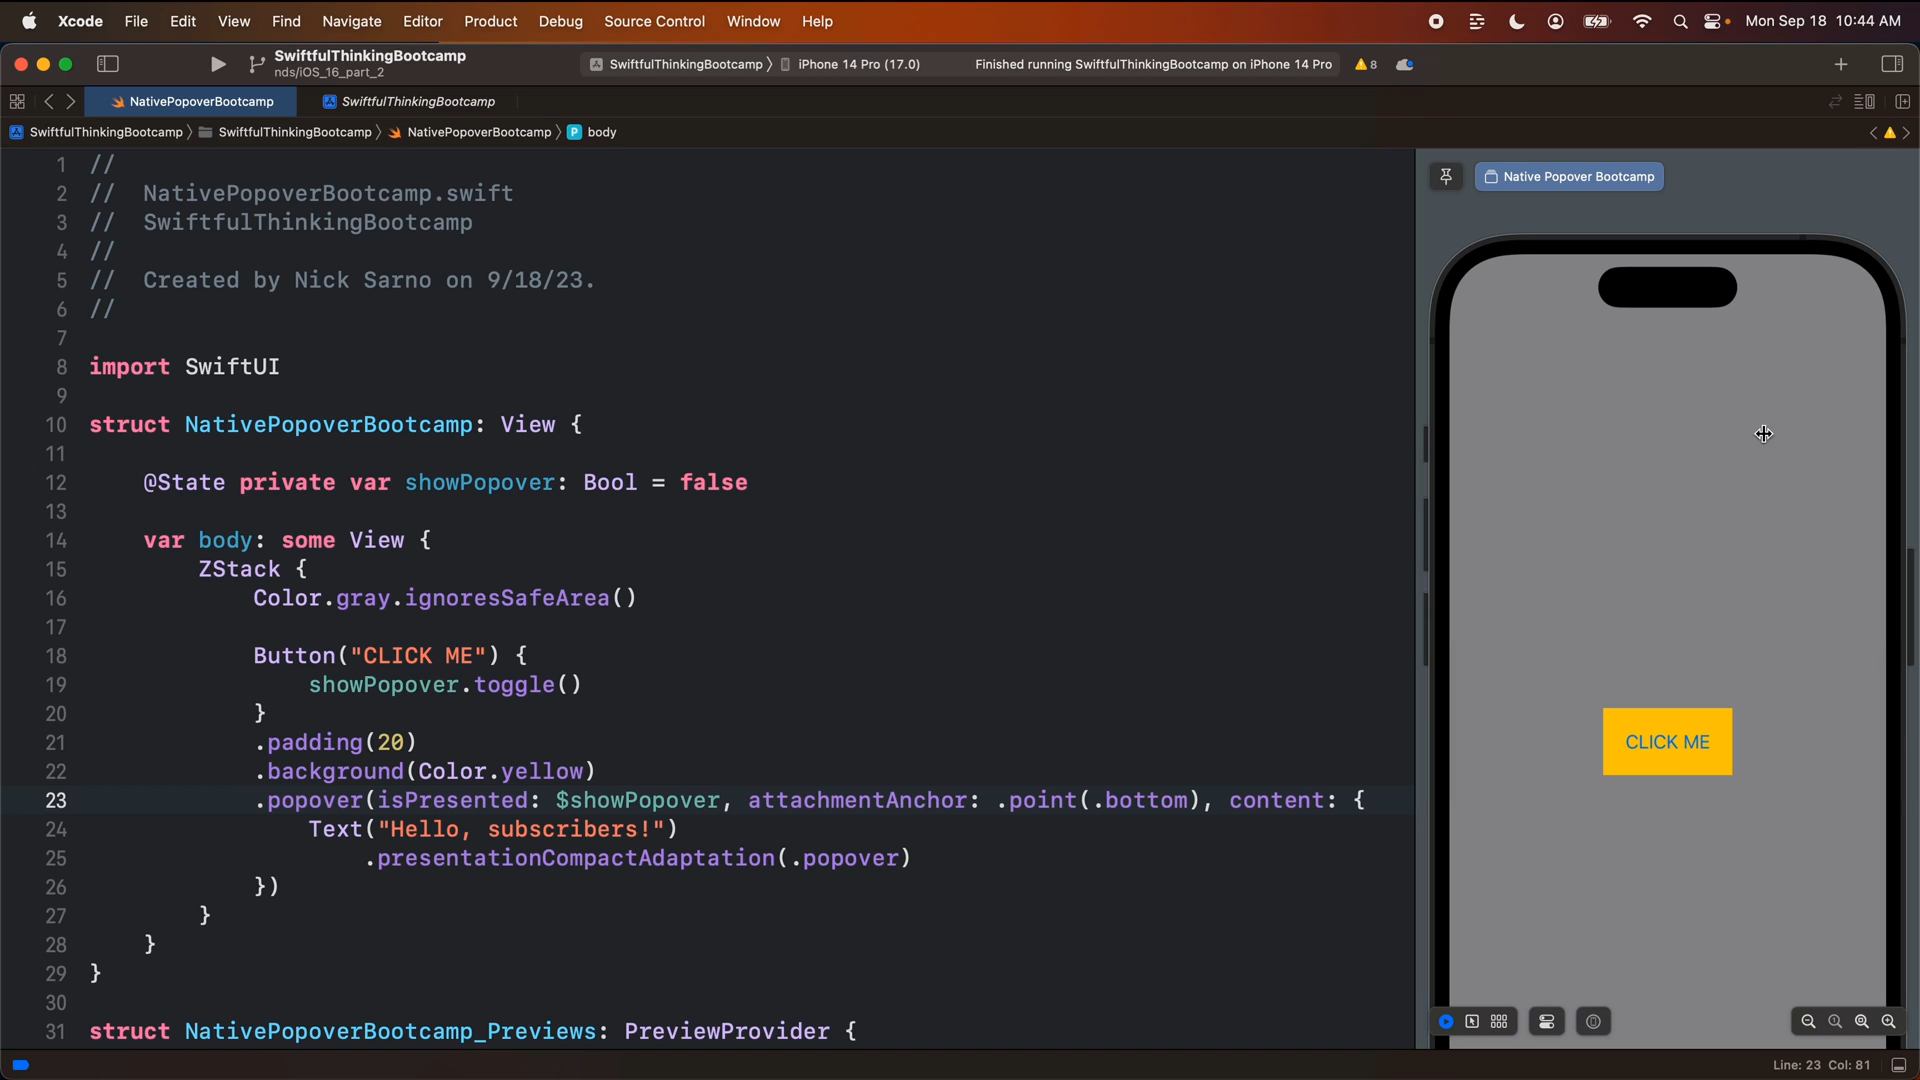 Xcode File Edit View Find Navigate Editor Product Debug Source Control Window Help Mon Sep 18 10:44 AM
SwiftfulThinkingBootcamp
nds/iOS_16_part_2
SwiftfulThinkingBootcamp 〉 iPhone 14 Pro (17.0) Finished running SwiftfulThinkingBootcamp on iPhone 14 Pro 8
NativePopoverBootcamp SwiftfulThinkingBootcamp
SwiftfulThinkingBootcamp 〉 SwiftfulThinkingBootcamp 〉 NativePopoverBootcamp 〉 P body
1 //
2 //  NativePopoverBootcamp.swift
3 //  SwiftfulThinkingBootcamp
4 //
5 //  Created by Nick Sarno on 9/18/23.
6 //
7
8 import SwiftUI
9
10 struct NativePopoverBootcamp: View {
11
12     @State private var showPopover: Bool = false
13
14     var body: some View {
15         ZStack {
16             Color.gray.ignoresSafeArea()
17
18             Button("CLICK ME") {
19                 showPopover.toggle()
20             }
21             .padding(20)
22             .background(Color.yellow)
23             .popover(isPresented: $showPopover, attachmentAnchor: .point(.bottom), content: {
24                 Text("Hello, subscribers!")
25                     .presentationCompactAdaptation(.popover)
26             })
27         }
28     }
29 }
30
31 struct NativePopoverBootcamp_Previews: PreviewProvider {
Native Popover Bootcamp
CLICK ME
Line: 23 Col: 81